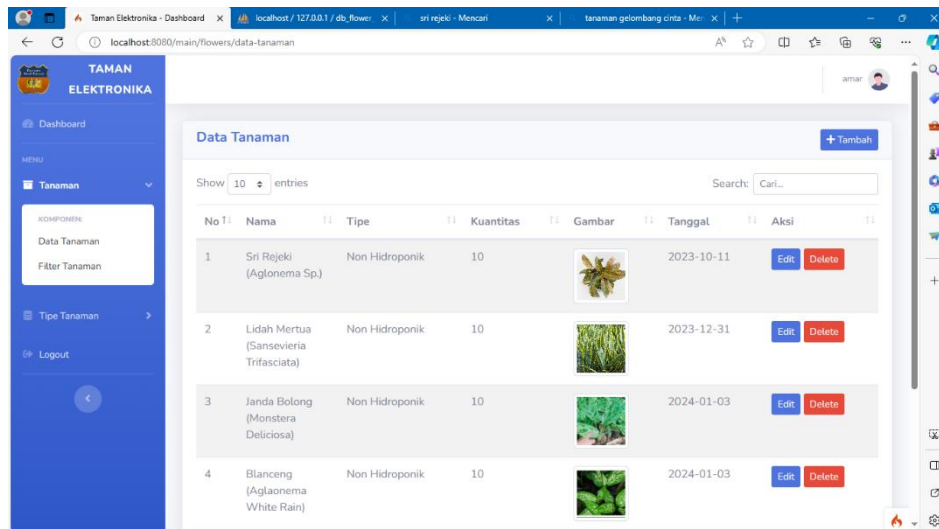 Taman Elektronika - Dashboard
localhost / 127.0.0.1 / db_flower
sri rejeki - Mencari
tanaman gelombang cinta - Men
localhost:8080/main/flowers/data-tanaman
TAMAN
ELEKTRONIKA
amar
Dashboard
MENU
Tanaman
KOMPONEN:
Data Tanaman
Filter Tanaman
Tipe Tanaman
Logout
Data Tanaman
+ Tambah
Show 10 entries
Search: Cari...
No Nama Tipe Kuantitas Gambar Tanggal Aksi
1 Sri Rejeki Non Hidroponik 10 2023-10-11 Edit Delete
(Aglonema Sp.)
2 Lidah Mertua Non Hidroponik 10 2023-12-31 Edit Delete
(Sansevieria
Trifasciata)
3 Janda Bolong Non Hidroponik 10 2024-01-03 Edit Delete
(Monstera
Deliciosa)
4 Blanceng Non Hidroponik 10 2024-01-03 Edit Delete
(Aglaonema
White Rain)